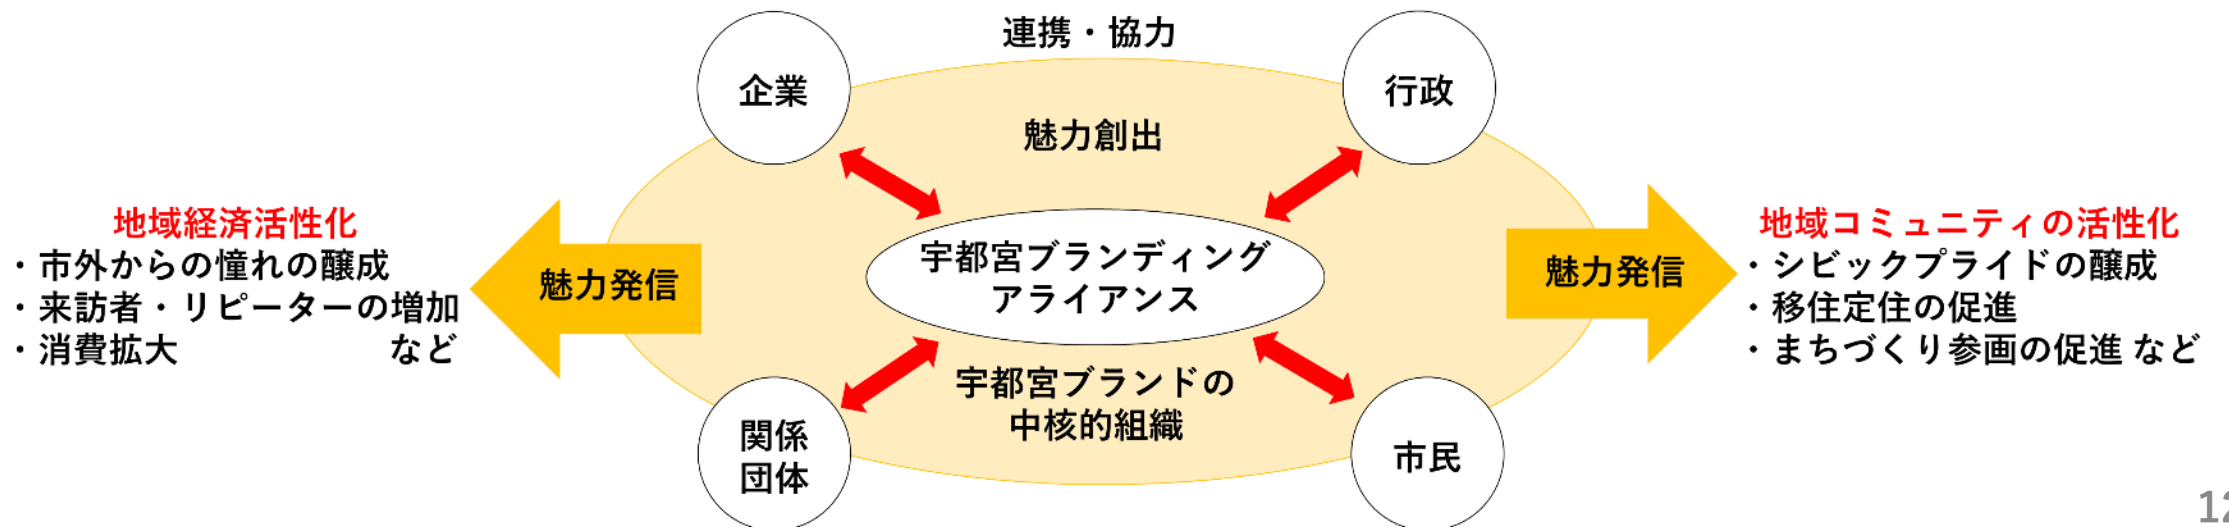 連携・協力
企業
行政
魅力創出
宇都宮ブランディング
アライアンス
宇都宮ブランドの
中核的組織
関係
団体
市民
魅力発信
地域経済活性化
・市外からの憧れの醸成
・来訪者・リピーターの増加
・消費拡大 など
魅力発信
地域コミュニティの活性化
・シビックプライドの醸成
・移住定住の促進
・まちづくり参画の促進 など
12